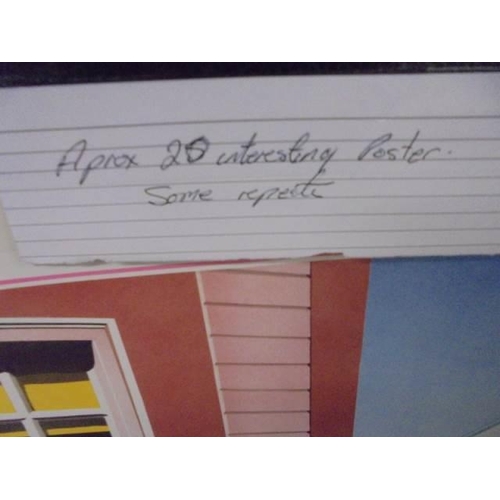 Aprox 20 interesting Poster.
Some repeats